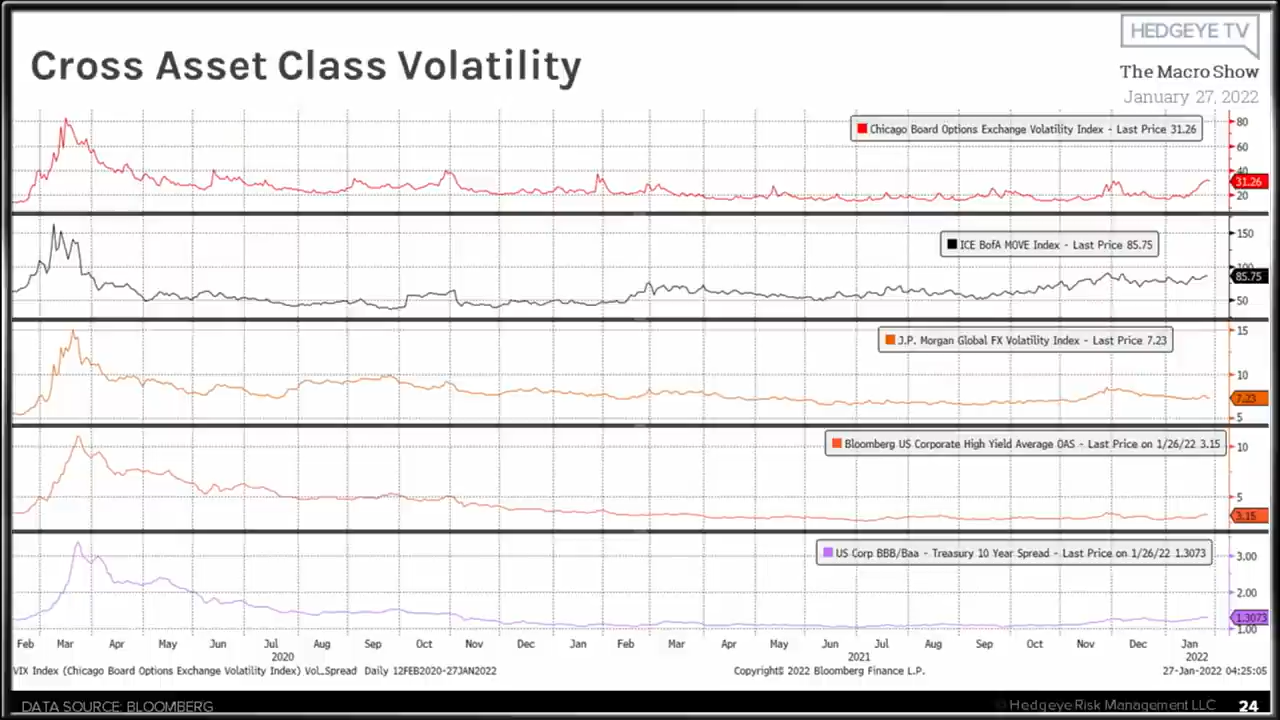 HEDGEYE TV
Cross Asset Class Volatility
The Macro Show
January 27, 2022
Chicago Board Options Exchange Volatility Index - Last Price 31.26
80
60
40
31.26
20
ICE BofA MOVE Index - Last Price 85.75
150
100
85.75
50
J.P. Morgan Global FX Volatility Index - Last Price 7.23
15
10
7.23
5
Bloomberg US Corporate High Yield Average OAS - Last Price on 1/26/22 3.15
10
5
3.15
US Corp BBB/Baa - Treasury 10 Year Spread - Last Price on 1/26/22 1.3073
3.00
2.00
1.3073
1.00
Feb Mar Apr May Jun Jul Aug Sep Oct Nov Dec Jan Feb Mar Apr May Jun Jul Aug Sep Oct Nov Dec Jan
2020 2021 2022
VIX Index (Chicago Board Options Exchange Volatility Index) Vol_Spread Daily 12FEB2020-27JAN2022 Copyright© 2022 Bloomberg Finance L.P. 27-Jan-2022 04:25:05
DATA SOURCE: BLOOMBERG © Hedgeye Risk Management LLC 24